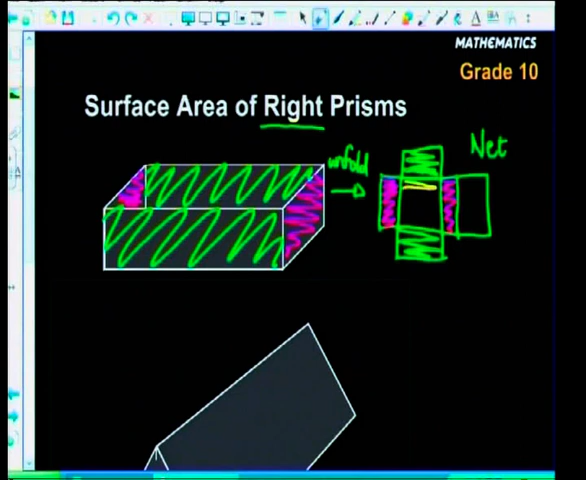 MATHEMATICS
Grade 10
Surface Area of Right Prisms
unfold
Net